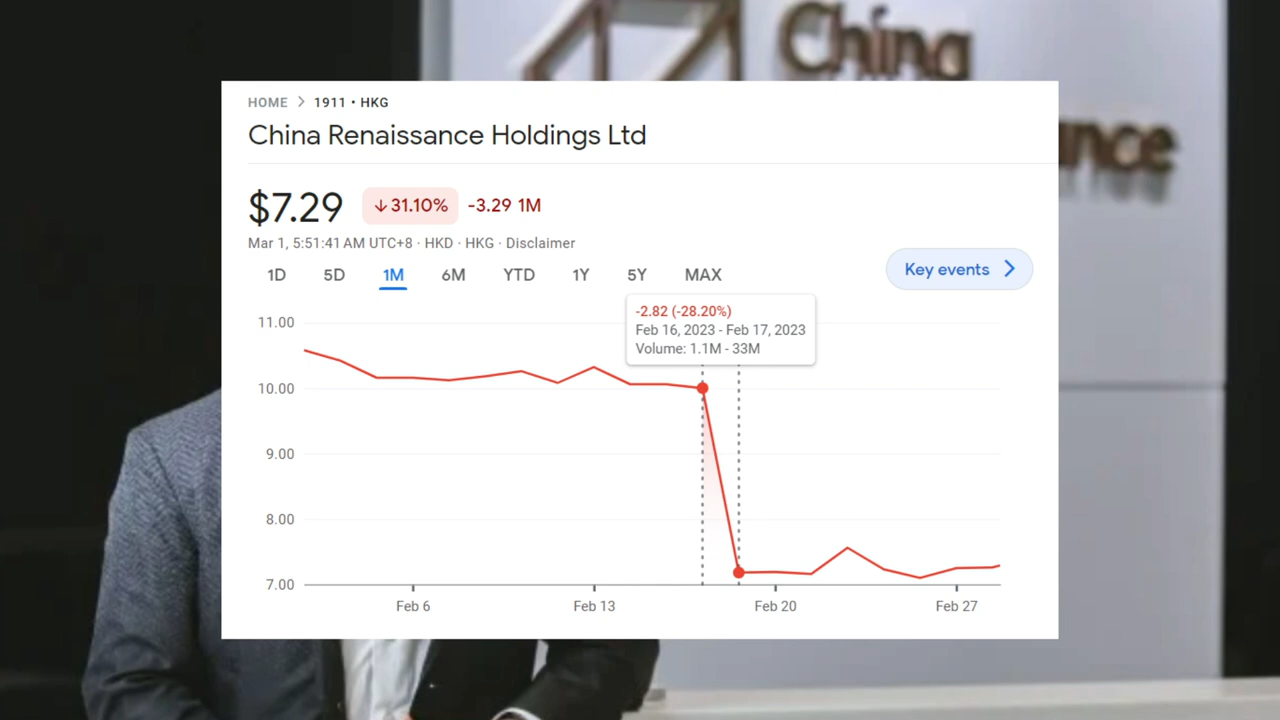 China
nce
HOME > 1911 • HKG
China Renaissance Holdings Ltd
$7.29 ↓31.10% -3.29 1M
Mar 1, 5:51:41 AM UTC+8 · HKD · HKG · Disclaimer
1D 5D 1M 6M YTD 1Y 5Y MAX
Key events >
-2.82 (-28.20%)
Feb 16, 2023 - Feb 17, 2023
Volume: 1.1M - 33M
11.00
10.00
9.00
8.00
7.00
Feb 6 Feb 13 Feb 20 Feb 27